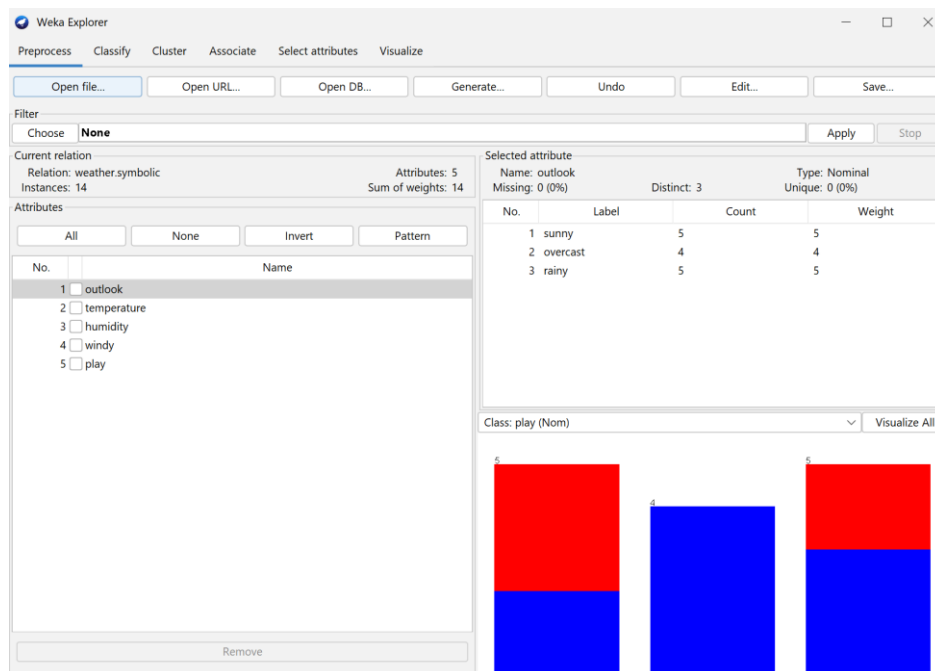 Weka Explorer
Preprocess Classify Cluster Associate Select attributes Visualize
Open file... Open URL... Open DB... Generate... Undo Edit... Save...
Filter
Choose None Apply Stop
Current relation
Relation: weather.symbolic Attributes: 5
Instances: 14 Sum of weights: 14
Attributes
All None Invert Pattern
No. Name
1 outlook
2 temperature
3 humidity
4 windy
5 play
Remove
Selected attribute
Name: outlook Type: Nominal
Missing: 0 (0%) Distinct: 3 Unique: 0 (0%)
No. Label Count Weight
1 sunny 5 5
2 overcast 4 4
3 rainy 5 5
Class: play (Nom) Visualize All
5 4 5